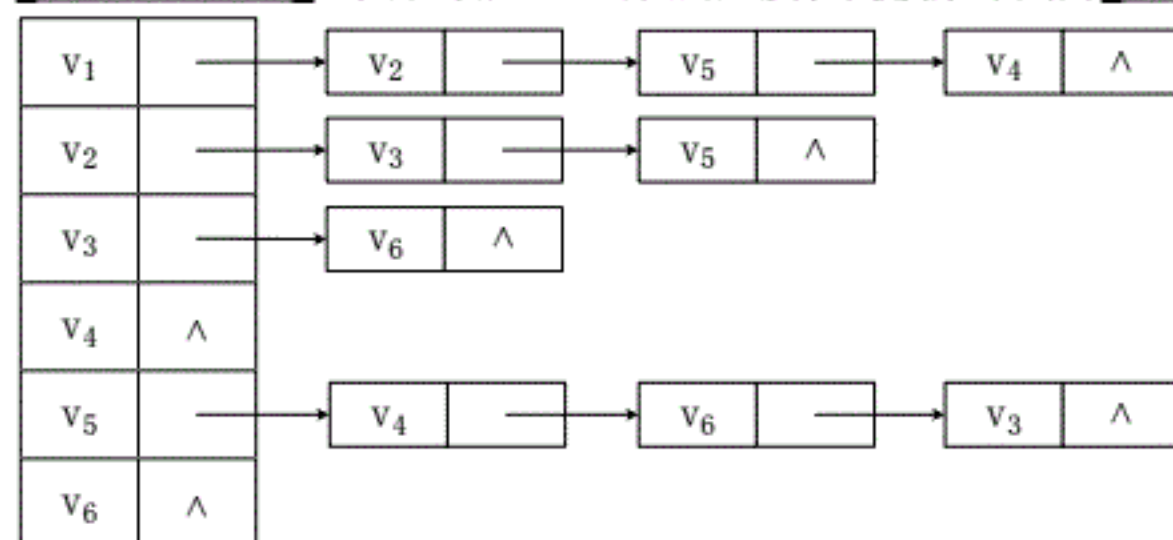 v₁ v₂ v₅ v₄ ∧
v₂ v₃ v₅ ∧
v₃ v₆ ∧
v₄ ∧
v₅ v₄ v₆ v₃ ∧
v₆ ∧